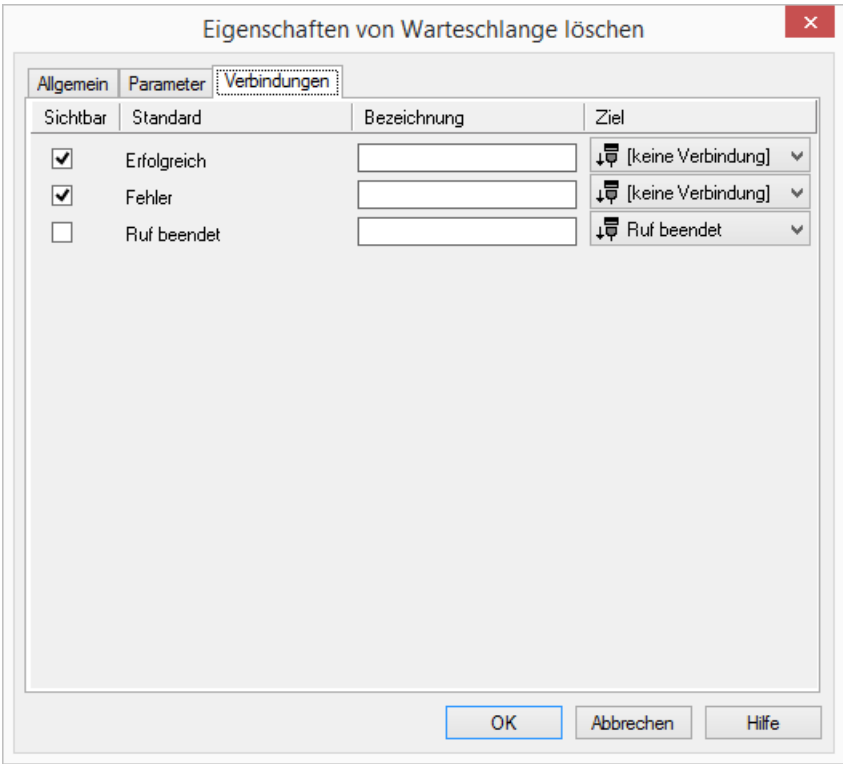 Eigenschaften von Warteschlange löschen
Allgemein Parameter Verbindungen
Sichtbar Standard Bezeichnung Ziel
Erfolgreich [keine Verbindung]
Fehler [keine Verbindung]
Ruf beendet Ruf beendet
OK Abbrechen Hilfe